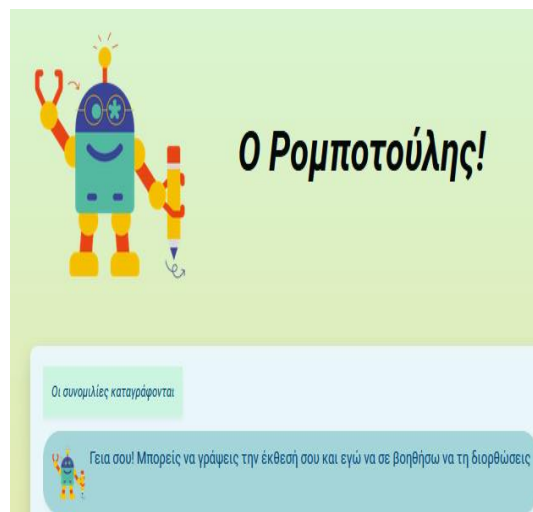 Ο Ρομποτούλης!
Οι συνομιλίες καταγράφονται
Γεια σου! Μπορείς να γράψεις την έκθεσή σου και εγώ να σε βοηθήσω να τη διορθώσεις